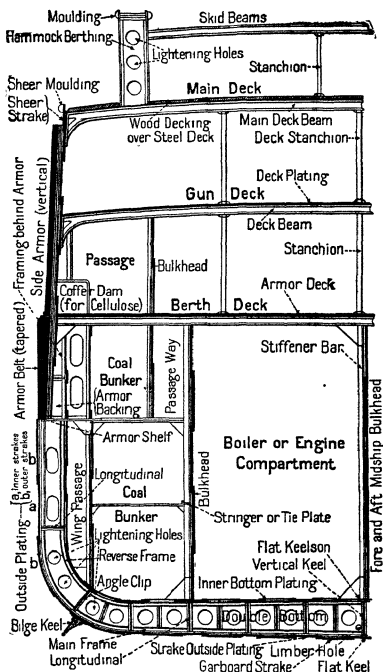 Moulding
Hammock Berthing
Skid Beams
Lightening Holes
Stanchion
Sheer Moulding
Sheer
Strake
Main Deck
Wood Decking
over Steel Deck
Main Deck Beam
Deck Stanchion
Deck Plating
Gun Deck
Deck Beam
Framing behind Armor
Side Armor (vertical)
Passage
Bulkhead
Stanchion
Coffer Dam
(for Cellulose)
Armor Deck
Berth Deck
Armor Belt (tapered)
Stiffener Bar
Coal
Bunker
Armor
Backing
Passage Way
Armor Shelf
Boiler or Engine
Compartment
Fore and Aft Midship Bulkhead
Outside Plating
a, inner strakes
b, outer strakes
b
a
b
Longitudinal
Coal
Wing Passage
Bulkhead
Bunker
Lightening Holes
Stringer or Tie Plate
Reverse Frame
Angle Clip
Flat Keelson
Vertical Keel
Inner Bottom Plating
Double Bottom
Bilge Keel
Main Frame
Longitudinal
Strake Outside Plating
Limber Hole
Garboard Strake
Flat Keel